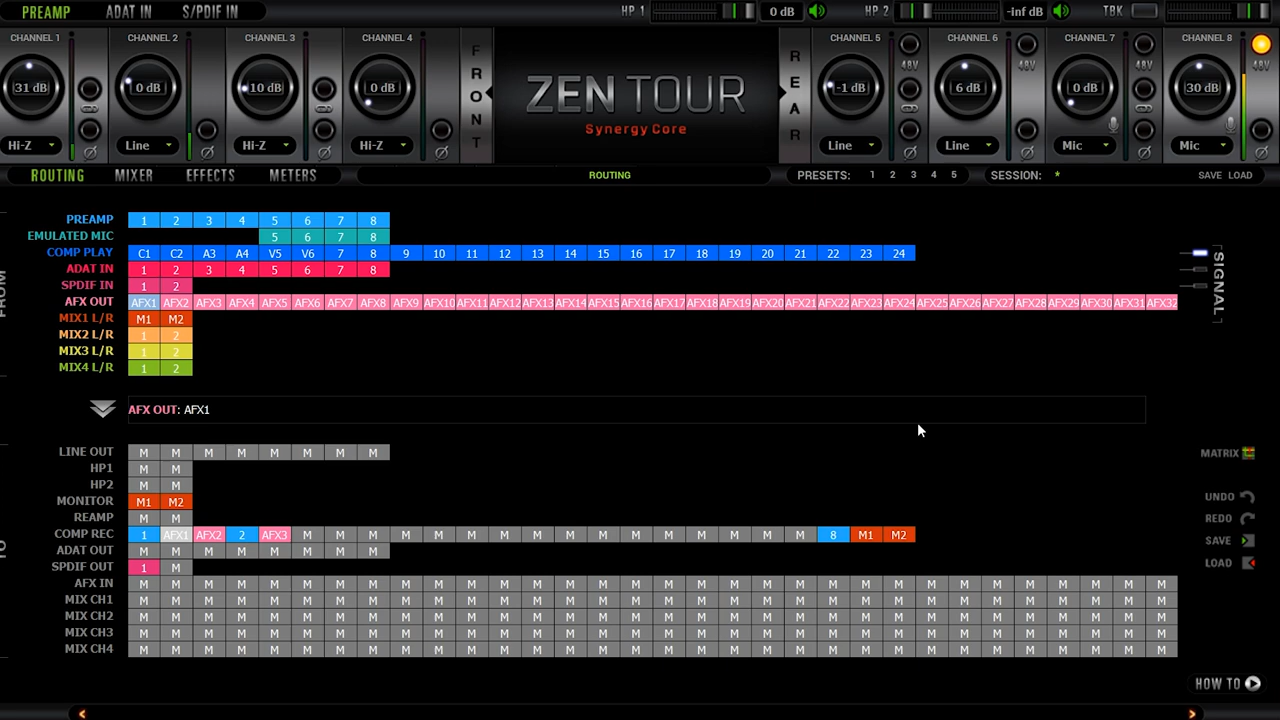 PREAMP ADAT IN S/PDIF IN HP 1 0 dB HP 2 -inf dB TBK
CHANNEL 1 CHANNEL 2 CHANNEL 3 CHANNEL 4 CHANNEL 5 CHANNEL 6 CHANNEL 7 CHANNEL 8
48V 48V 48V 48V
31 dB 0 dB 10 dB 0 dB FRONT ZEN TOUR REAR -1 dB 6 dB 0 dB 30 dB
Synergy Core
Hi-Z Line Hi-Z Hi-Z Line Line Mic Mic
ROUTING MIXER EFFECTS METERS ROUTING PRESETS: 1 2 3 4 5 SESSION: * SAVE LOAD
FROM
PREAMP 1 2 3 4 5 6 7 8
EMULATED MIC 5 6 7 8
COMP PLAY C1 C2 A3 A4 V5 V6 7 8 9 10 11 12 13 14 15 16 17 18 19 20 21 22 23 24
ADAT IN 1 2 3 4 5 6 7 8
SPDIF IN 1 2
AFX OUT AFX1 AFX2 AFX3 AFX4 AFX5 AFX6 AFX7 AFX8 AFX9 AFX10 AFX11 AFX12 AFX13 AFX14 AFX15 AFX16 AFX17 AFX18 AFX19 AFX20 AFX21 AFX22 AFX23 AFX24 AFX25 AFX26 AFX27 AFX28 AFX29 AFX30 AFX31 AFX32
MIX1 L/R M1 M2
MIX2 L/R 1 2
MIX3 L/R 1 2
MIX4 L/R 1 2
SIGNAL
AFX OUT: AFX1
TO
LINE OUT M M M M M M M M
HP1 M M
HP2 M M
MONITOR M1 M2
REAMP M M
COMP REC 1 AFX1 AFX2 2 AFX3 M M M M M M M M M M M M M M M M 8 M1 M2
ADAT OUT M M M M M M M M
SPDIF OUT 1 M
AFX IN M M M M M M M M M M M M M M M M M M M M M M M M M M M M M M M M
MIX CH1 M M M M M M M M M M M M M M M M M M M M M M M M M M M M M M M M
MIX CH2 M M M M M M M M M M M M M M M M M M M M M M M M M M M M M M M M
MIX CH3 M M M M M M M M M M M M M M M M M M M M M M M M M M M M M M M M
MIX CH4 M M M M M M M M M M M M M M M M M M M M M M M M M M M M M M M M
MATRIX
UNDO
REDO
SAVE
LOAD
HOW TO